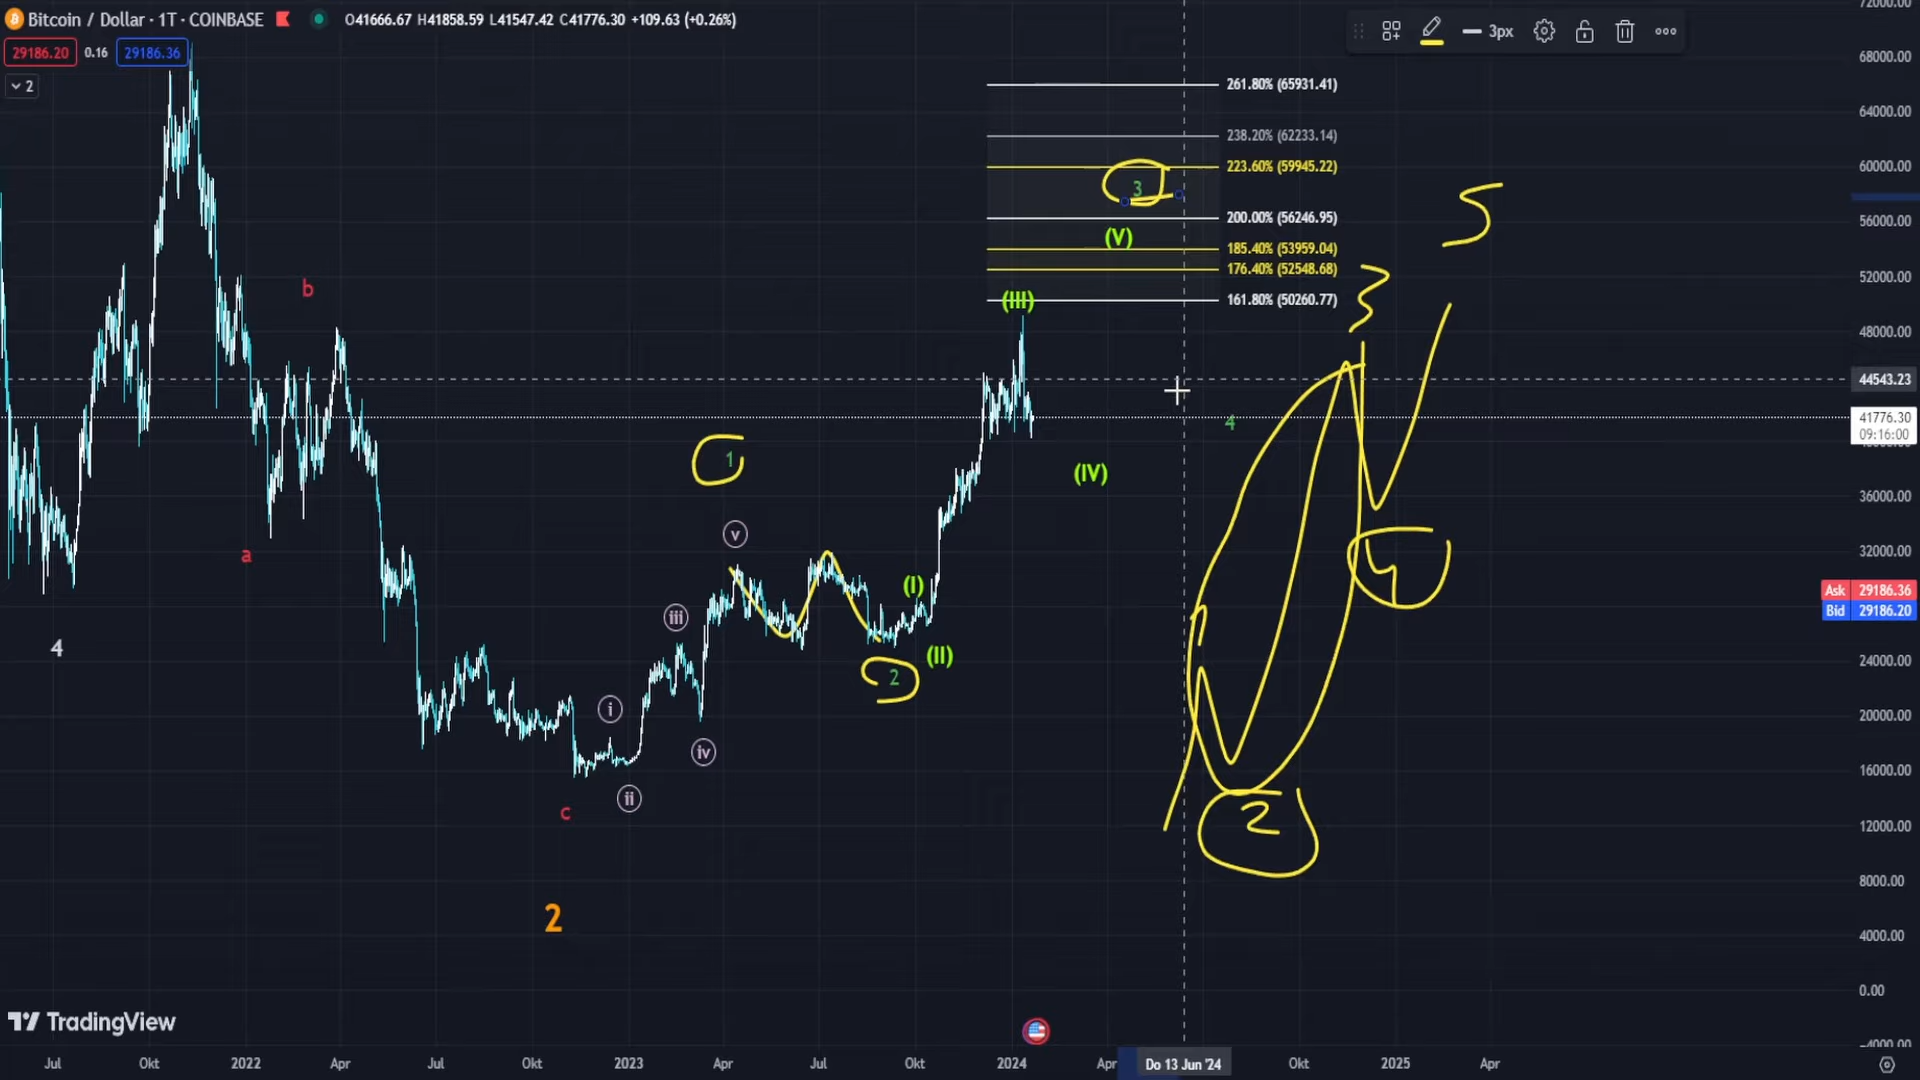 Bitcoin / Dollar · 1T · COINBASE O41666.67 H41858.59 L41547.42 C41776.30 +109.63 (+0.26%)
29186.20 0.16 29186.36
2
3px
72000.00
68000.00
64000.00
60000.00
56000.00
52000.00
48000.00
44543.23
41776.30
09:16:00
36000.00
32000.00
Ask 29186.36
Bid 29186.20
24000.00
20000.00
16000.00
12000.00
8000.00
4000.00
0.00
-4000.00
261.80% (65931.41)
238.20% (62233.14)
223.60% (59945.22)
200.00% (56246.95)
185.40% (53959.04)
176.40% (52548.68)
161.80% (50260.77)
3
(V)
(III)
5
3
b
4
1
(IV)
v
a
(I)
4
iii
4
(II)
2
1
i
iv
ii
c
2
2
TradingView
Jul Okt 2022 Apr Jul Okt 2023 Apr Jul Okt 2024 Apr Do 13 Jun '24 Okt 2025 Apr